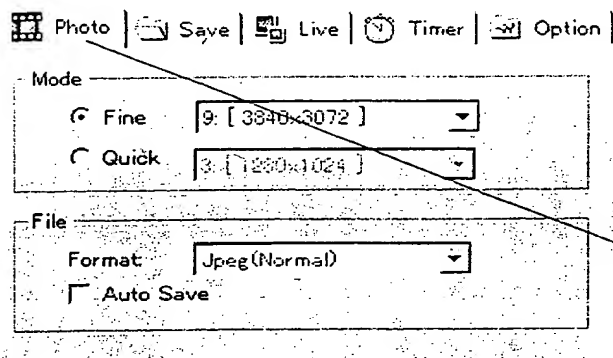 Photo Save Live Timer Option
Mode
Fine 9: [ 3840x3072 ]
Quick 3: [ 1280x1024 ]
File
Format: Jpeg(Normal)
Auto Save